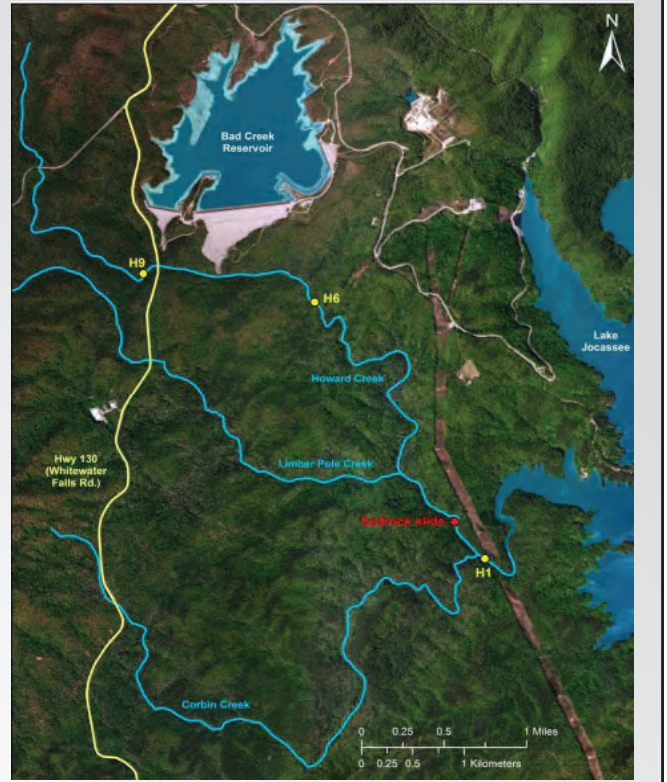 N
Bad Creek
Reservoir
H9
H6
Lake
Jocassee
Howard Creek
Limber Pole Creek
Hwy 130
(Whitewater
Falls Rd.)
bedrock slide
H1
Corbin Creek
0 0.25 0.5 1 Miles
0 0.25 0.5 1 Kilometers